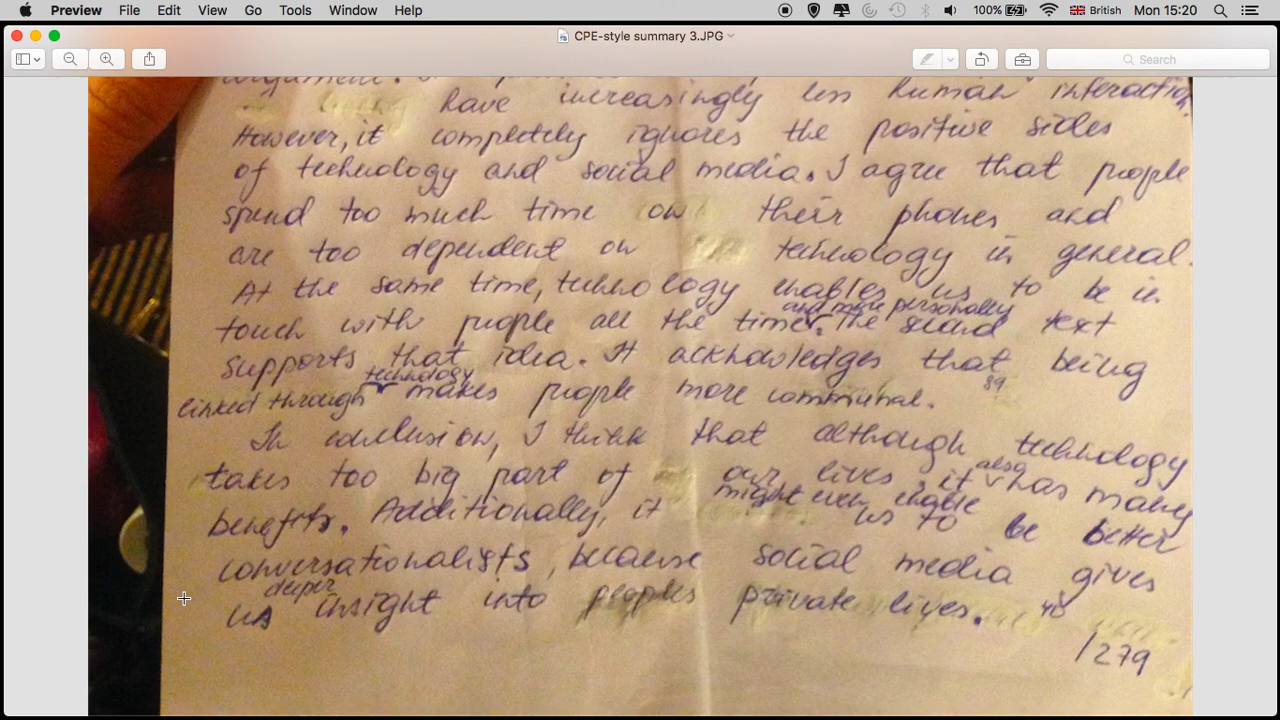 Preview File Edit View Go Tools Window Help 100% British Mon 15:20
CPE-style summary 3.JPG
Search
argument.
have increasingly less human interaction.
However, it completely ignores the positive sides
of technology and social media. I agree that people
spend too much time on their phones and
are too dependent on technology in general.
At the same time, technology enables us to be in
and more personally
touch with people all the time. The second text
supports that idea. It acknowledges that being
technology 89
linked through makes people more communal.
In conclusion, I think that although technology
also
takes too big part of our lives, it has many
might even enable
benefits. Additionally, it us to be better
conversationalists, because social media gives
deeper
us insight into peoples private lives. 40
/279